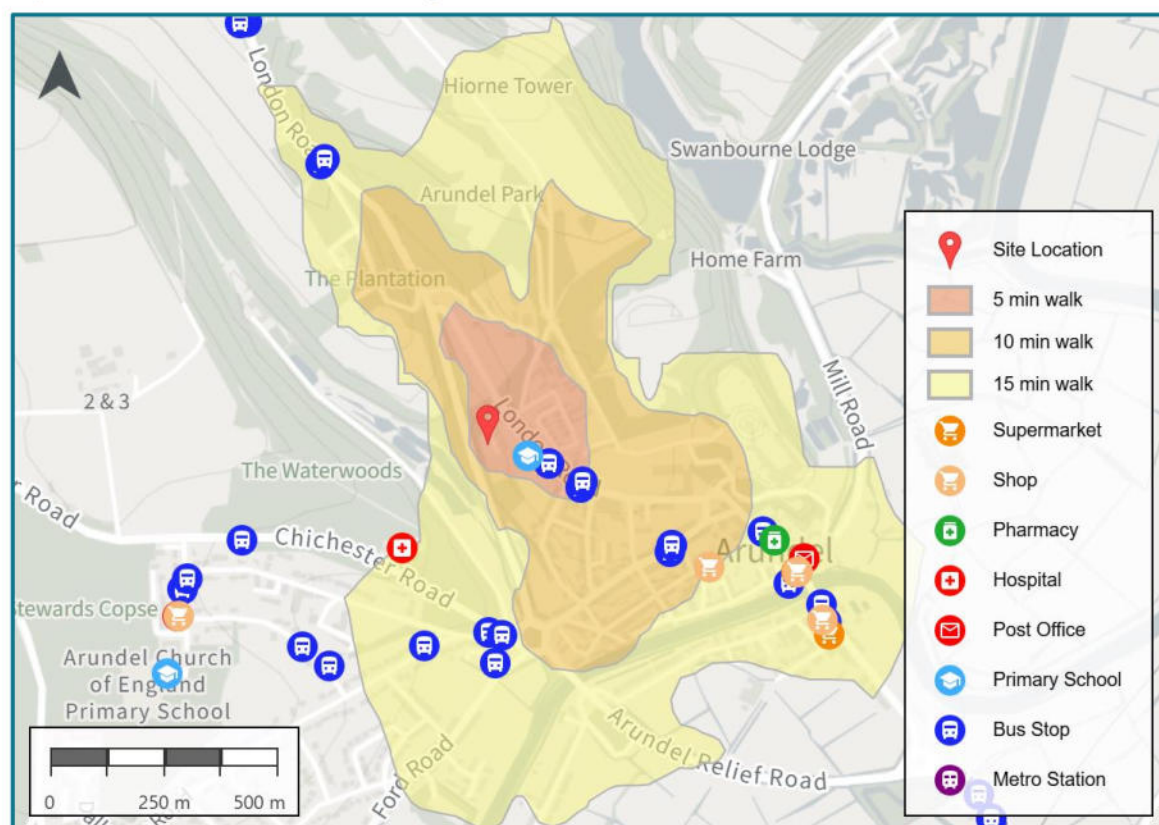 Hiorne Tower
London Road
Swanbourne Lodge
Arundel Park
Home Farm
The Plantation
Mill Road
2 & 3
The Waterwoods
Road
Chichester Road
Arundel
Stewards Copse
Arundel Church
of England
Primary School
Ford Road
Arundel Relief Road
0
250 m
500 m
Site Location
5 min walk
10 min walk
15 min walk
Supermarket
Shop
Pharmacy
Hospital
Post Office
Primary School
Bus Stop
Metro Station